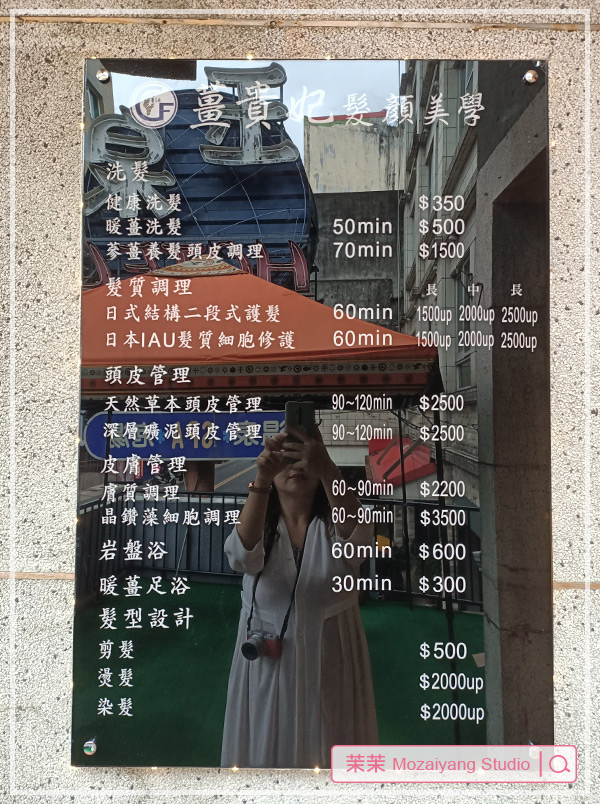 GF 薑貴妃 髮顏美學
洗髮
健康洗髮 $350
暖薑洗髮 50min $500
蔘薑養髮頭皮調理 70min $1500
髮質調理 長 中 長
日式結構二段式護髮 60min 1500up 2000up 2500up
日本IAU髮質細胞修護 60min 1500up 2000up 2500up
頭皮管理
天然草本頭皮管理 90~120min $2500
深層礦泥頭皮管理 90~120min $2500
皮膚管理
膚質調理 60~90min $2200
晶鑽藻細胞調理 60~90min $3500
岩盤浴 60min $600
暖薑足浴 30min $300
髮型設計
剪髮 $500
燙髮 $2000up
染髮 $2000up
茉茉 Mozaiyang Studio